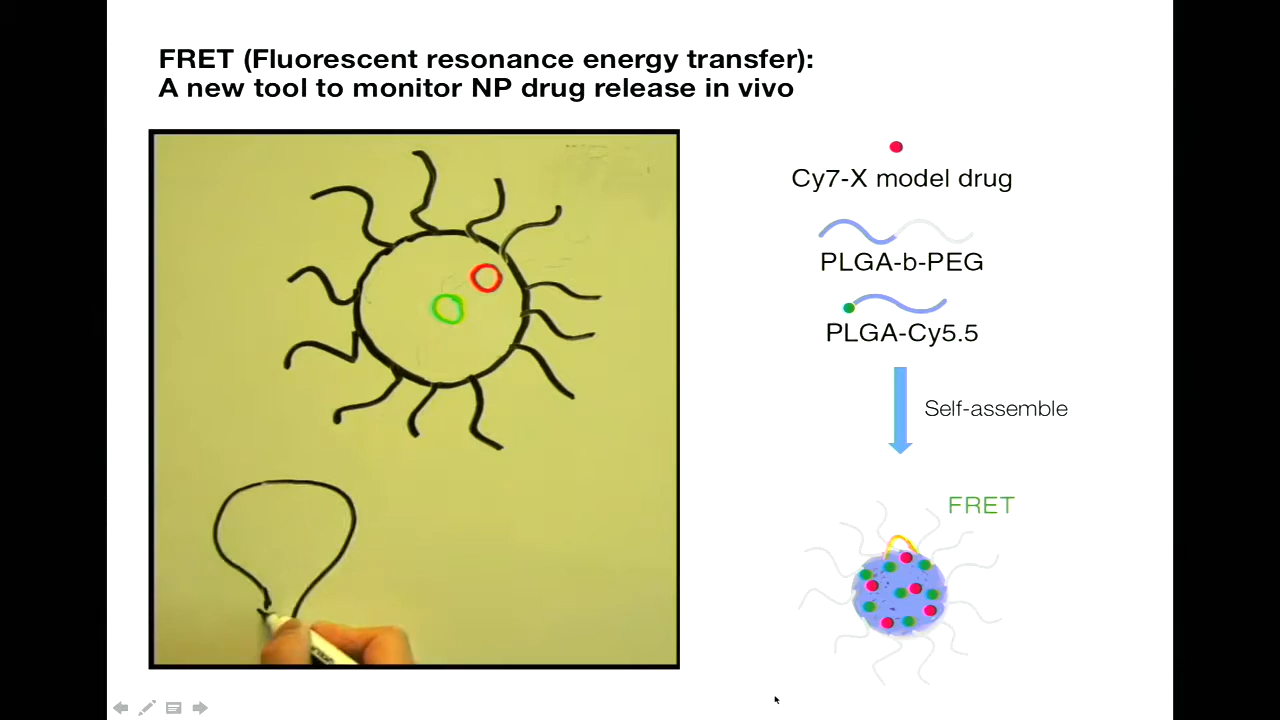 FRET (Fluorescent resonance energy transfer):
A new tool to monitor NP drug release in vivo
Cy7-X model drug
PLGA-b-PEG
PLGA-Cy5.5
Self-assemble
FRET